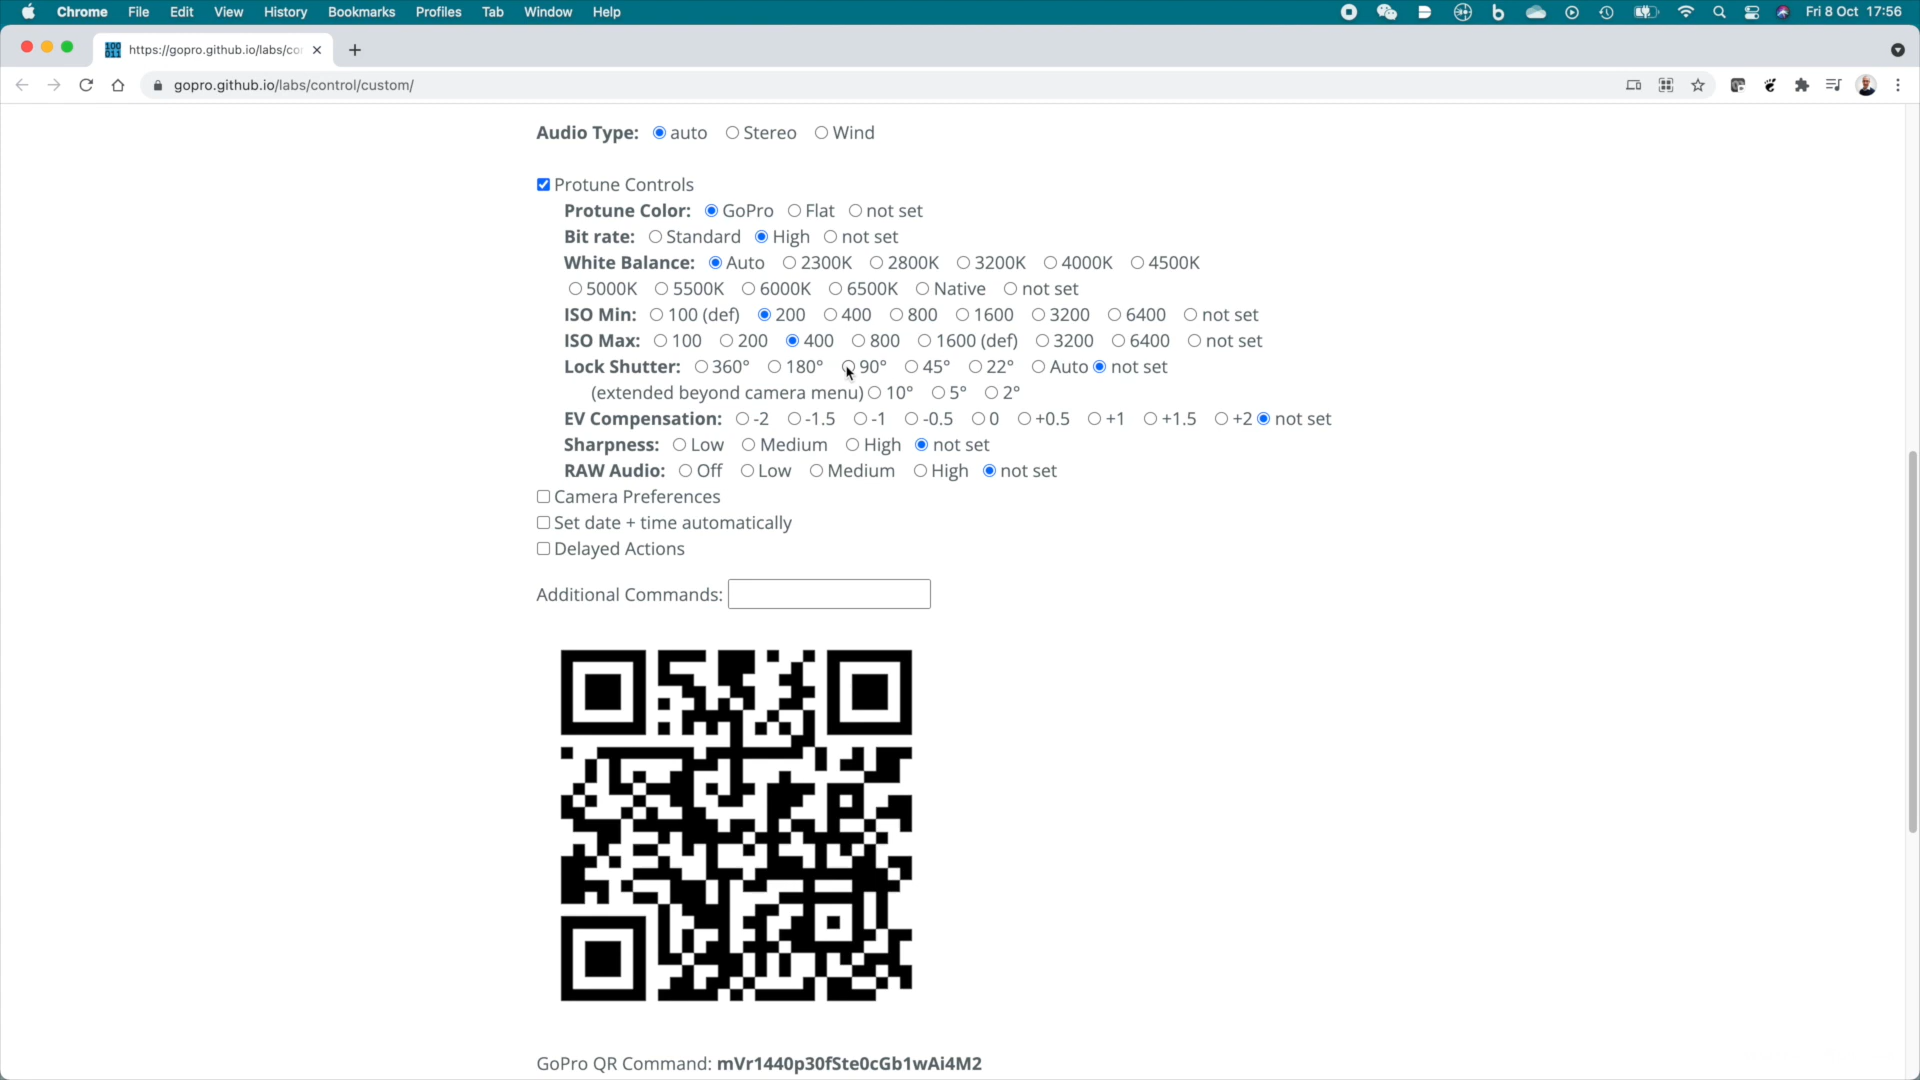 Chrome File Edit View History Bookmarks Profiles Tab Window Help Fri 8 Oct 17:56
https://gopro.github.io/labs/co
gopro.github.io/labs/control/custom/
Audio Type: auto Stereo Wind
Protune Controls
Protune Color: GoPro Flat not set
Bit rate: Standard High not set
White Balance: Auto 2300K 2800K 3200K 4000K 4500K
5000K 5500K 6000K 6500K Native not set
ISO Min: 100 (def) 200 400 800 1600 3200 6400 not set
ISO Max: 100 200 400 800 1600 (def) 3200 6400 not set
Lock Shutter: 360° 180° 90° 45° 22° Auto not set
(extended beyond camera menu) 10° 5° 2°
EV Compensation: -2 -1.5 -1 -0.5 0 +0.5 +1 +1.5 +2 not set
Sharpness: Low Medium High not set
RAW Audio: Off Low Medium High not set
Camera Preferences
Set date + time automatically
Delayed Actions
Additional Commands:
GoPro QR Command: mVr1440p30fSte0cGb1wAi4M2